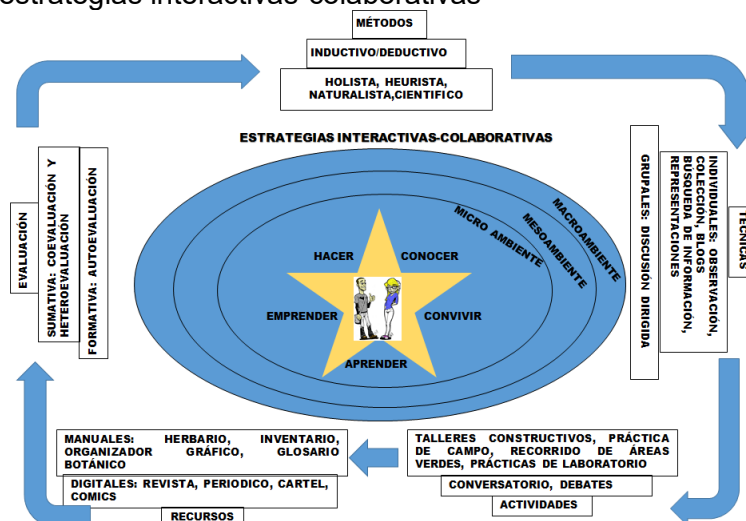 estrategias interactivas-colaborativas
MÉTODOS
INDUCTIVO/DEDUCTIVO
HOLISTA, HEURISTA,
NATURALISTA,CIENTIFICO
ESTRATEGIAS INTERACTIVAS-COLABORATIVAS
MACROAMBIENTE
MESOAMBIENTE
MICRO AMBIENTE
HACER
CONOCER
EMPRENDER
CONVIVIR
APRENDER
TÉCNICAS
INDIVIDUALES: OBSERVACIÓN,
BUSQUEDA DE INFORMACIÓN,
REPRESENTACIONES
GRUPALES: DISCUSIÓN DIRIGIDA
TALLERES CONSTRUCTIVOS, PRÁCTICA
DE CAMPO, RECORRIDO DE ÁREAS
VERDES, PRÁCTICAS DE LABORATORIO
CONVERSATORIO, DEBATES
ACTIVIDADES
MANUALES: HERBARIO, INVENTARIO,
ORGANIZADOR GRÁFICO, GLOSARIO
BOTÁNICO
DIGITALES: REVISTA, PERIODICO, CARTEL,
COMICS
RECURSOS
EVALUACIÓN
SUMATIVA: COEVALUACIÓN Y
HETEROEVALUACIÓN
FORMATIVA: AUTOEVALUACIÓN